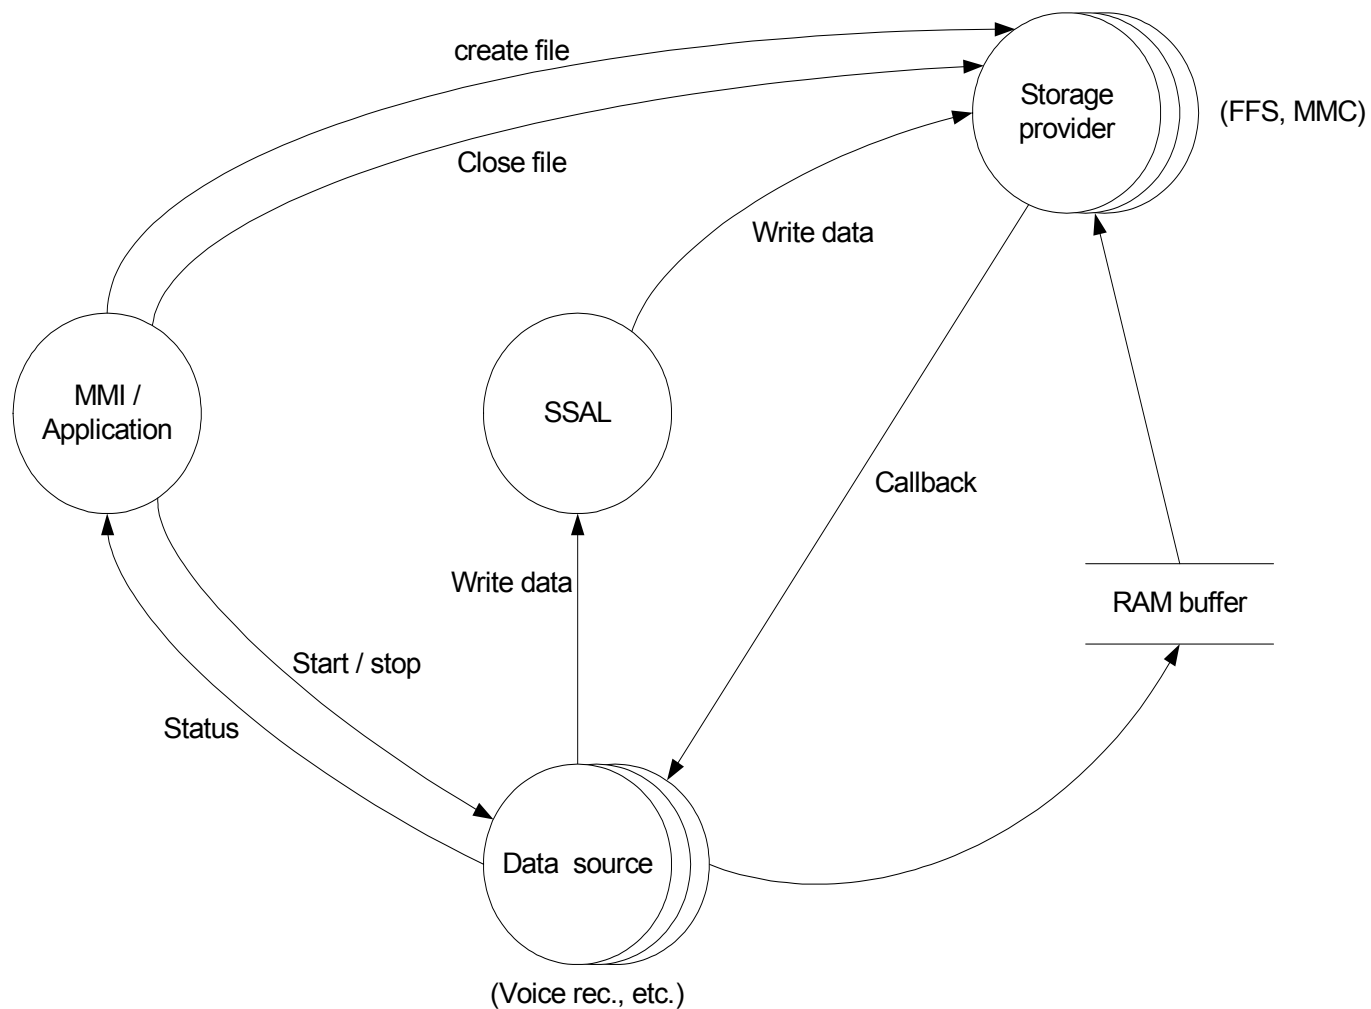 create file
Storage
provider
(FFS, MMC)
Close file
Write data
MMI /
Application
SSAL
Callback
Write data
RAM buffer
Start / stop
Status
Data source
(Voice rec., etc.)